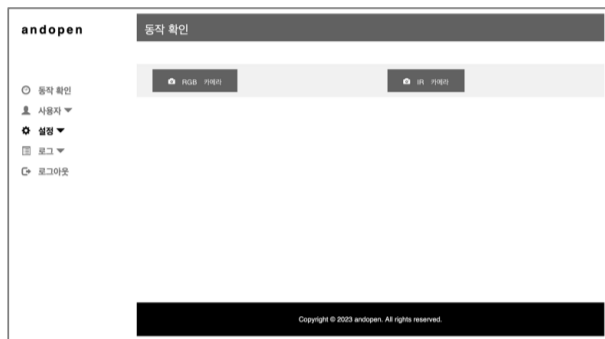 andopen
동작 확인
동작 확인
사용자
설정
로그
로그아웃
RGB 카메라
IR 카메라
Copyright © 2023 andopen. All rights reserved.